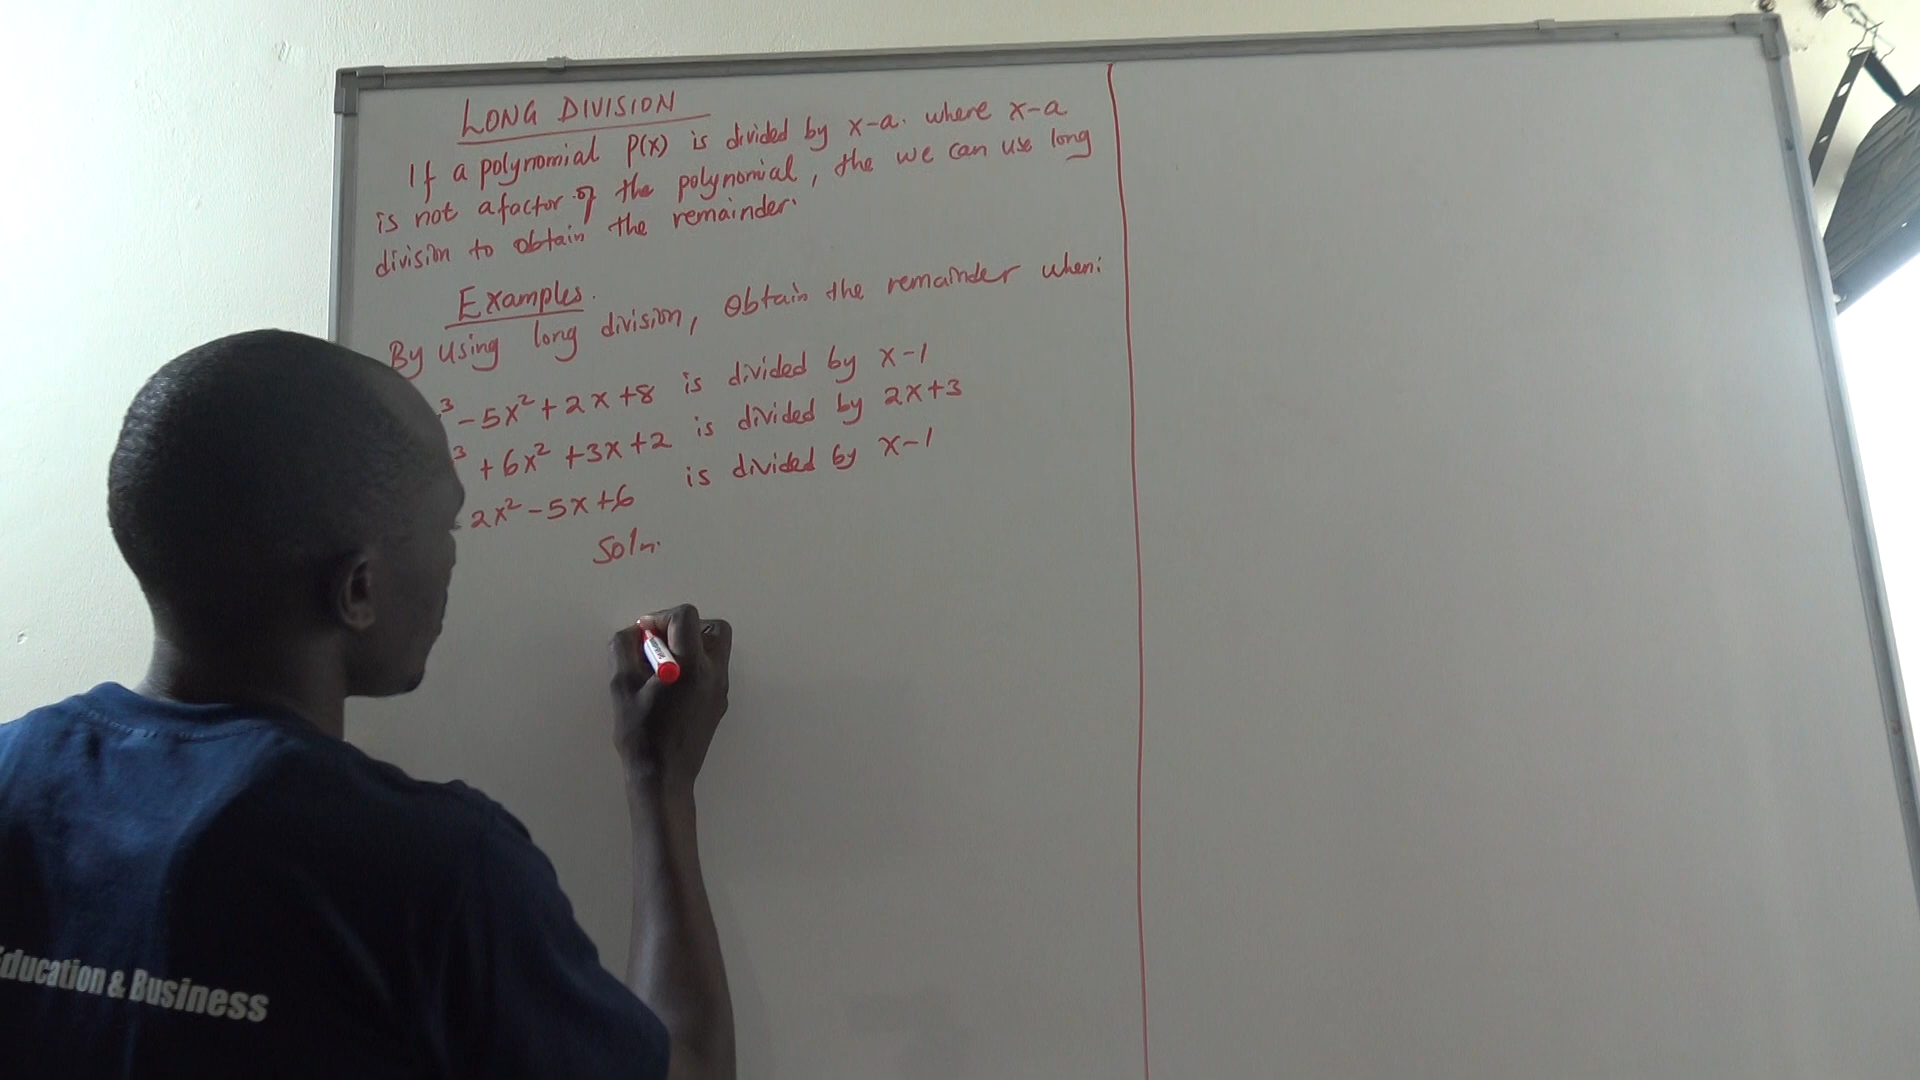 LONG DIVISION
If a polynomial P(x) is divided by x-a. where x-a
is not a factor of the polynomial, the we can use long
division to obtain the remainder.
Examples.
By using long division, obtain the remainder when:
³ - 5x² + 2x + 8 is divided by x - 1
³ + 6x² + 3x + 2 is divided by 2x + 3
2x² - 5x + 6 is divided by x - 1
Soln.
Education & Business